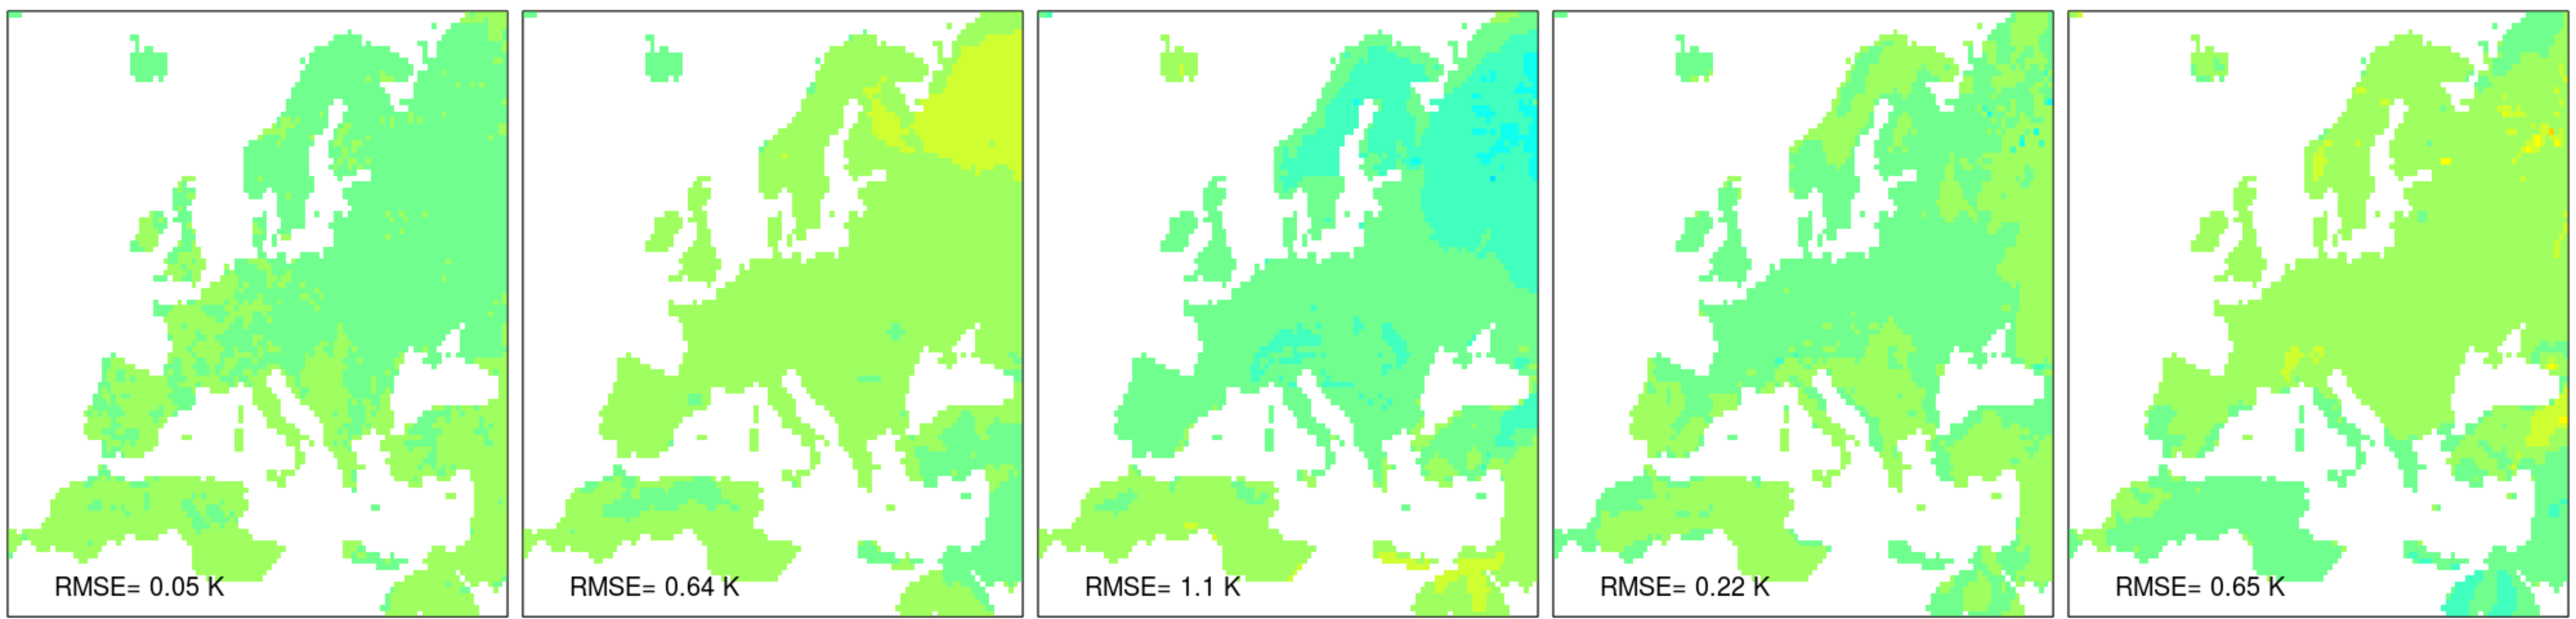 RMSE= 0.05 K
RMSE= 0.64 K
RMSE= 1.1 K
RMSE= 0.22 K
RMSE= 0.65 K